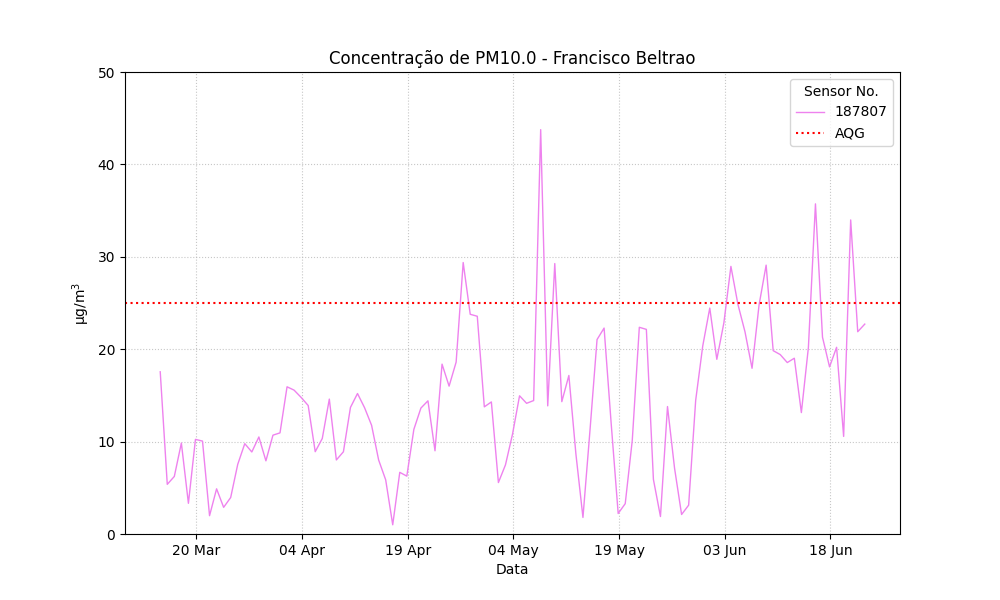 Concentração de PM10.0 - Francisco Beltrao
50
40
30
20
10
0
µg/m³
Sensor No.
187807
AQG
20 Mar
04 Apr
19 Apr
04 May
19 May
03 Jun
18 Jun
Data